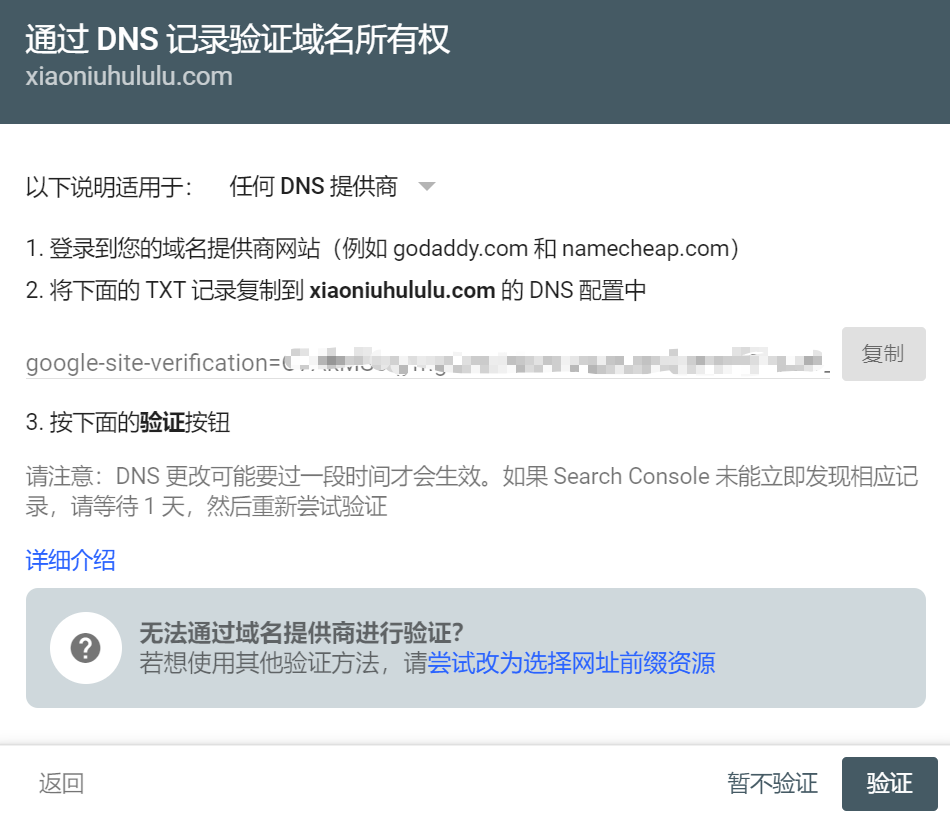 通过 DNS 记录验证域名所有权
xiaoniuhululu.com
以下说明适用于： 任何 DNS 提供商
1. 登录到您的域名提供商网站（例如 godaddy.com 和 namecheap.com）
2. 将下面的 TXT 记录复制到 xiaoniuhululu.com 的 DNS 配置中
google-site-verification=
复制
3. 按下面的验证按钮
请注意：DNS 更改可能要过一段时间才会生效。如果 Search Console 未能立即发现相应记
录，请等待 1 天，然后重新尝试验证
详细介绍
无法通过域名提供商进行验证？
若想使用其他验证方法，请尝试改为选择网址前缀资源
返回
暂不验证
验证